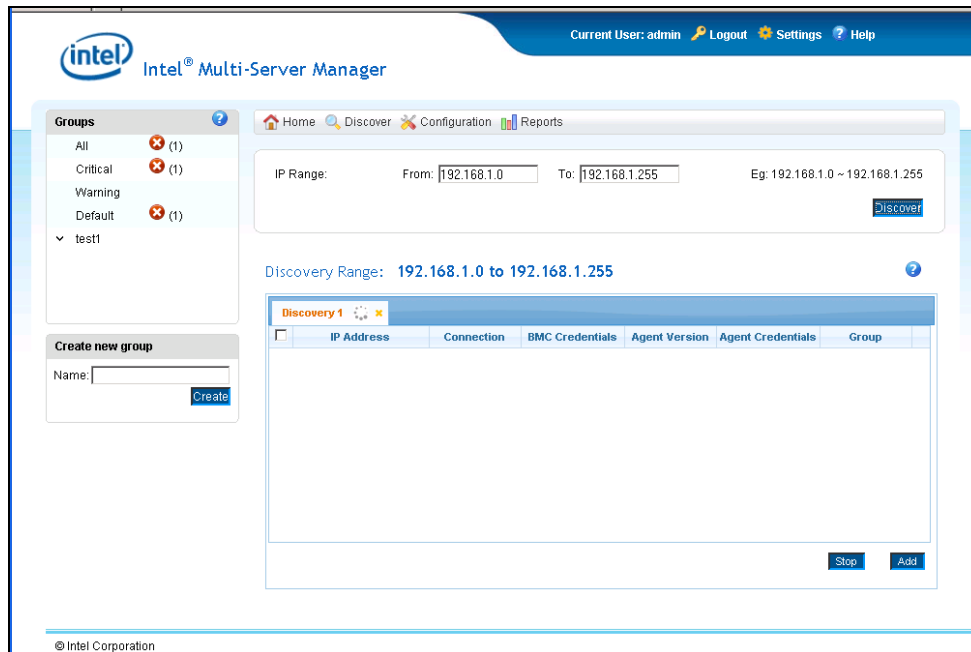 Current User: admin Logout Settings ? Help
intel
Intel® Multi-Server Manager
Groups ?
All (1)
Critical (1)
Warning
Default (1)
test1
Create new group
Name:
Create
Home Discover Configuration Reports
IP Range: From: 192.168.1.0 To: 192.168.1.255 Eg: 192.168.1.0 ~ 192.168.1.255
Discover
Discovery Range: 192.168.1.0 to 192.168.1.255 ?
Discovery 1
IP Address Connection BMC Credentials Agent Version Agent Credentials Group
Stop Add
© Intel Corporation